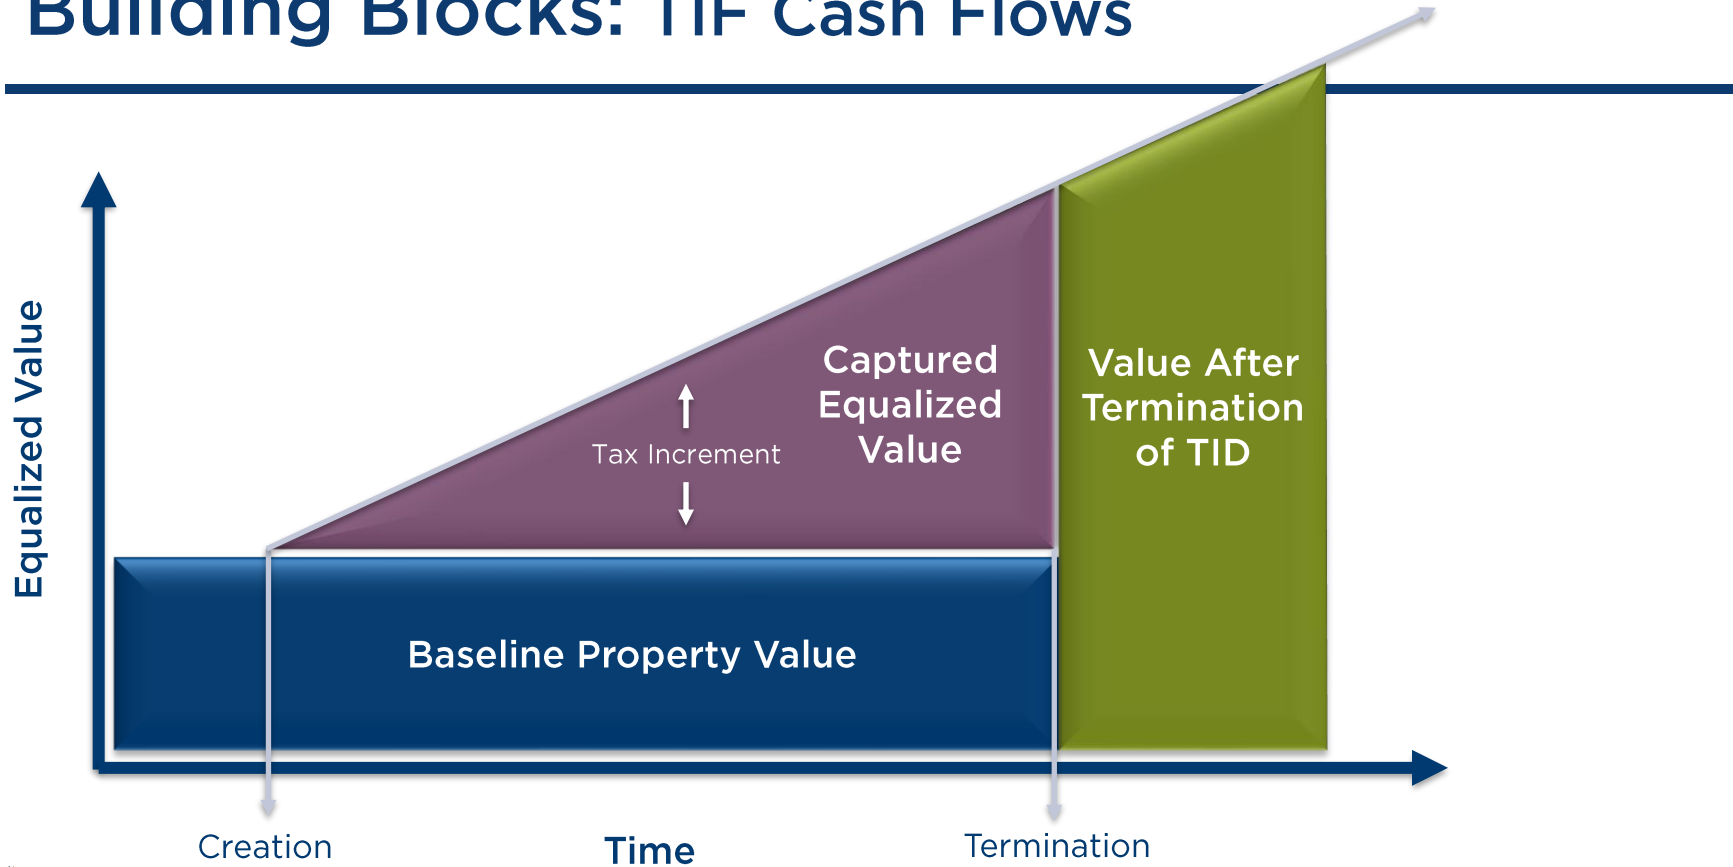 Building Blocks: TIF Cash Flows
Equalized Value
Captured
Equalized
Value
Tax Increment
Value After
Termination
of TID
Baseline Property Value
Creation
Time
Termination